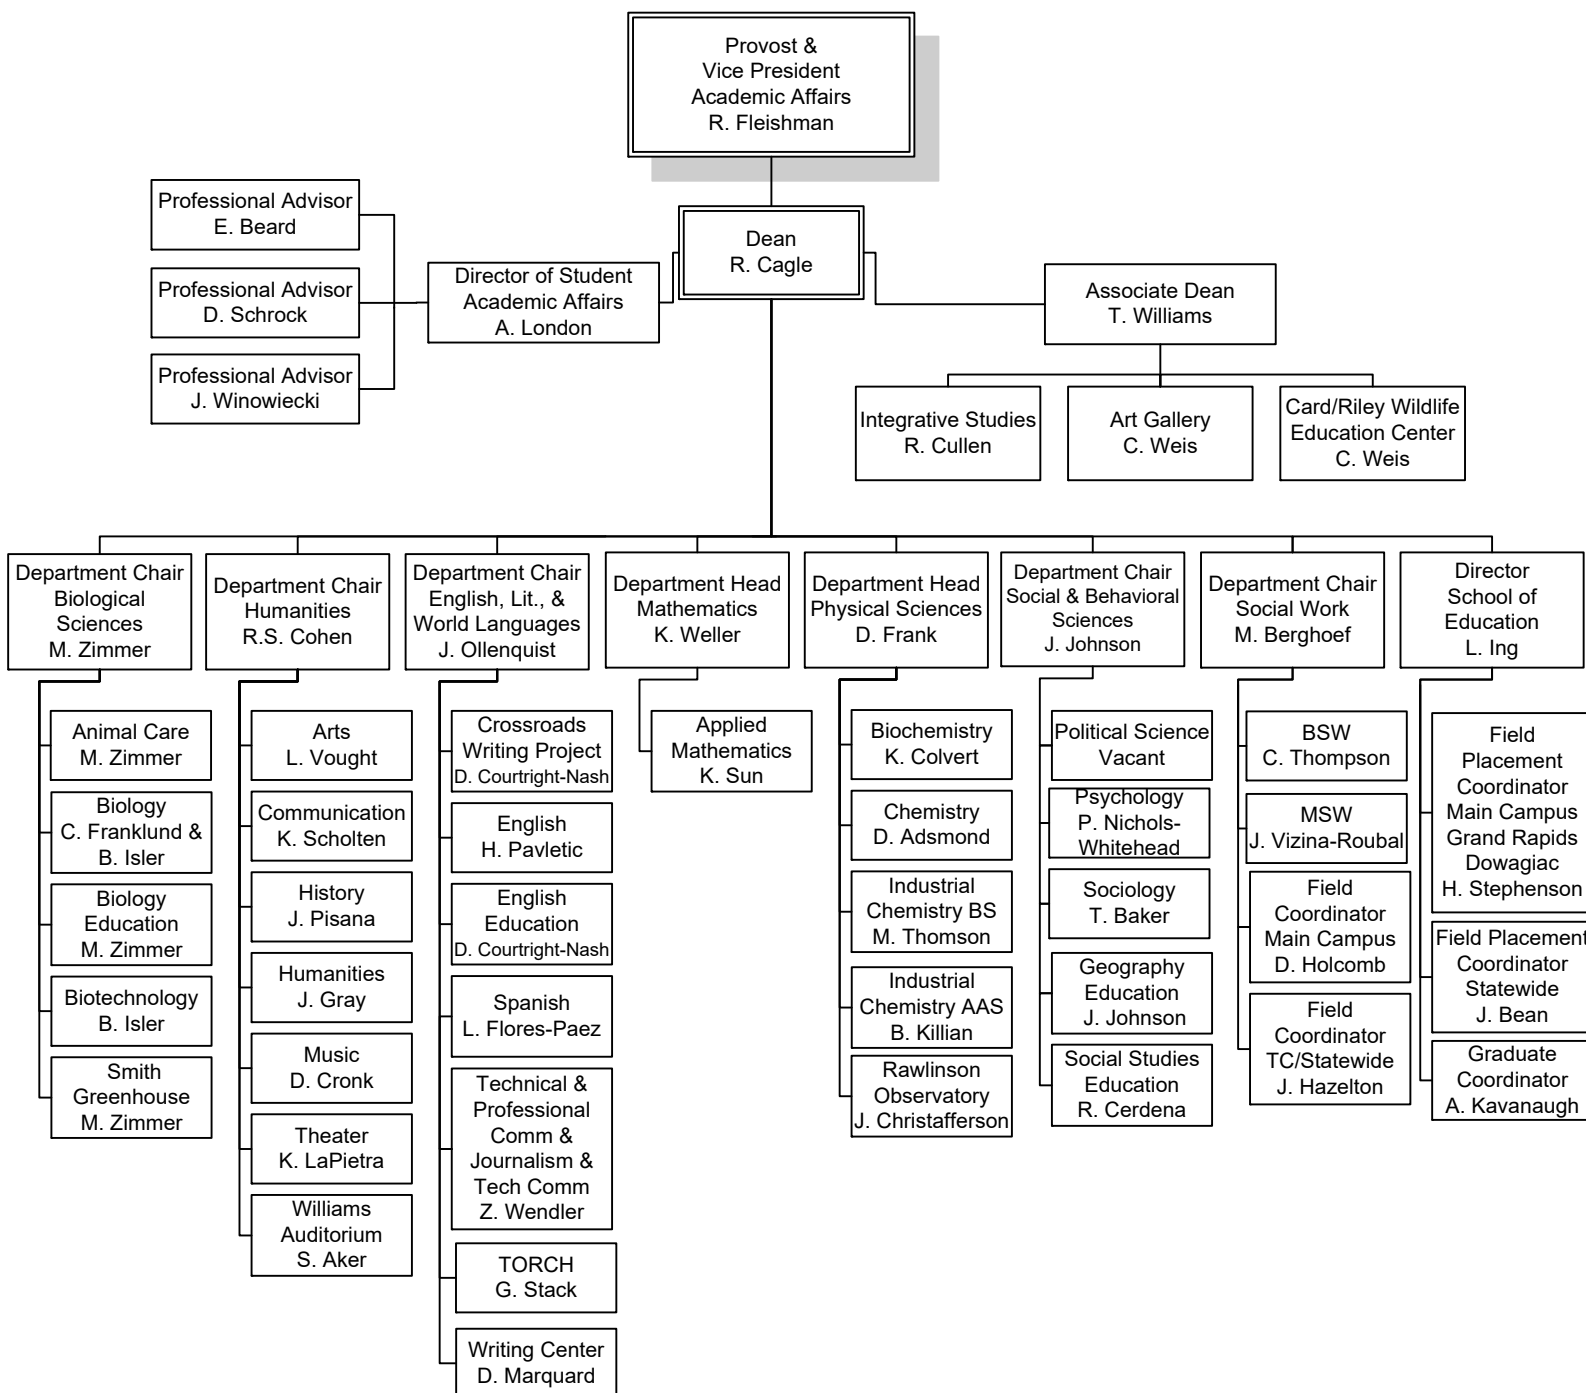 Provost &
Vice President
Academic Affairs
R. Fleishman
Professional Advisor
E. Beard
Professional Advisor
D. Schrock
Professional Advisor
J. Winowiecki
Director of Student
Academic Affairs
A. London
Dean
R. Cagle
Associate Dean
T. Williams
Integrative Studies
R. Cullen
Art Gallery
C. Weis
Card/Riley Wildlife
Education Center
C. Weis
Department Chair
Biological
Sciences
M. Zimmer
Department Chair
Humanities
R.S. Cohen
Department Chair
English, Lit., &
World Languages
J. Ollenquist
Department Head
Mathematics
K. Weller
Department Head
Physical Sciences
D. Frank
Department Chair
Social & Behavioral
Sciences
J. Johnson
Department Chair
Social Work
M. Berghoef
Director
School of
Education
L. Ing
Animal Care
M. Zimmer
Biology
C. Franklund &
B. Isler
Biology
Education
M. Zimmer
Biotechnology
B. Isler
Smith
Greenhouse
M. Zimmer
Arts
L. Vought
Communication
K. Scholten
History
J. Pisana
Humanities
J. Gray
Music
D. Cronk
Theater
K. LaPietra
Williams
Auditorium
S. Aker
Crossroads
Writing Project
D. Courtright-Nash
English
H. Pavletic
English
Education
D. Courtright-Nash
Spanish
L. Flores-Paez
Technical &
Professional
Comm &
Journalism &
Tech Comm
Z. Wendler
TORCH
G. Stack
Writing Center
D. Marquard
Applied
Mathematics
K. Sun
Biochemistry
K. Colvert
Chemistry
D. Adsmond
Industrial
Chemistry BS
M. Thomson
Industrial
Chemistry AAS
B. Killian
Rawlinson
Observatory
J. Christafferson
Political Science
Vacant
Psychology
P. Nichols-
Whitehead
Sociology
T. Baker
Geography
Education
J. Johnson
Social Studies
Education
R. Cerdena
BSW
C. Thompson
MSW
J. Vizina-Roubal
Field
Coordinator
Main Campus
D. Holcomb
Field
Coordinator
TC/Statewide
J. Hazelton
Field
Placement
Coordinator
Main Campus
Grand Rapids
Dowagiac
H. Stephenson
Field Placement
Coordinator
Statewide
J. Bean
Graduate
Coordinator
A. Kavanaugh